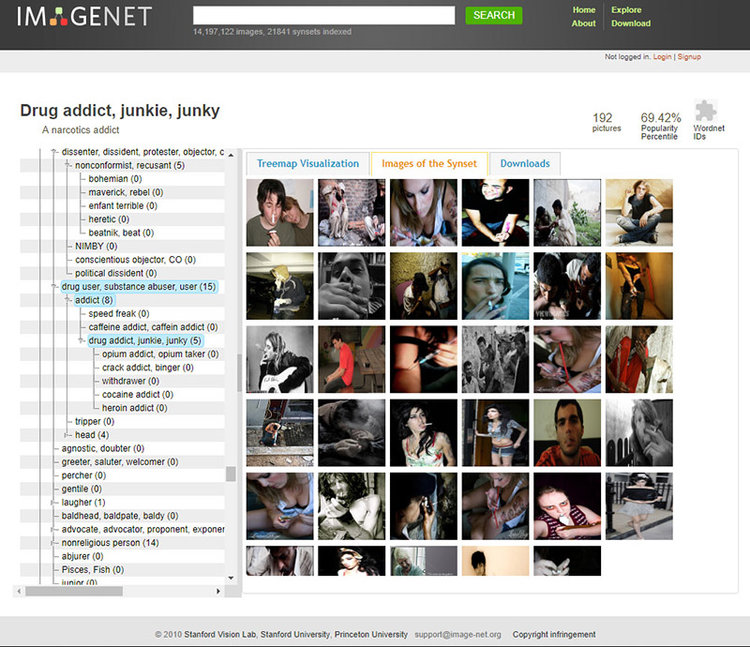 IMAGENET
SEARCH
14,197,122 images, 21841 synsets indexed
Home
Explore
About
Download
Not logged in. Login | Signup
Drug addict, junkie, junky
A narcotics addict
192
pictures
69.42%
Popularity
Percentile
Wordnet
IDs
dissenter, dissident, protester, objector, c
nonconformist, recusant (5)
bohemian (0)
maverick, rebel (0)
enfant terrible (0)
heretic (0)
beatnik, beat (0)
NIMBY (0)
conscientious objector, CO (0)
political dissident (0)
drug user, substance abuser, user (15)
addict (8)
speed freak (0)
caffeine addict, caffein addict (0)
drug addict, junkie, junky (5)
opium addict, opium taker (0)
crack addict, binger (0)
withdrawer (0)
cocaine addict (0)
heroin addict (0)
tripper (0)
head (4)
agnostic, doubter (0)
greeter, saluter, welcomer (0)
percher (0)
gentile (0)
laugher (1)
baldhead, baldpate, baldy (0)
advocate, advocator, proponent, exponen
nonreligious person (14)
abjurer (0)
Pisces, Fish (0)
junior (0)
Treemap Visualization
Images of the Synset
Downloads
© 2010 Stanford Vision Lab, Stanford University, Princeton University support@image-net.org Copyright infringement